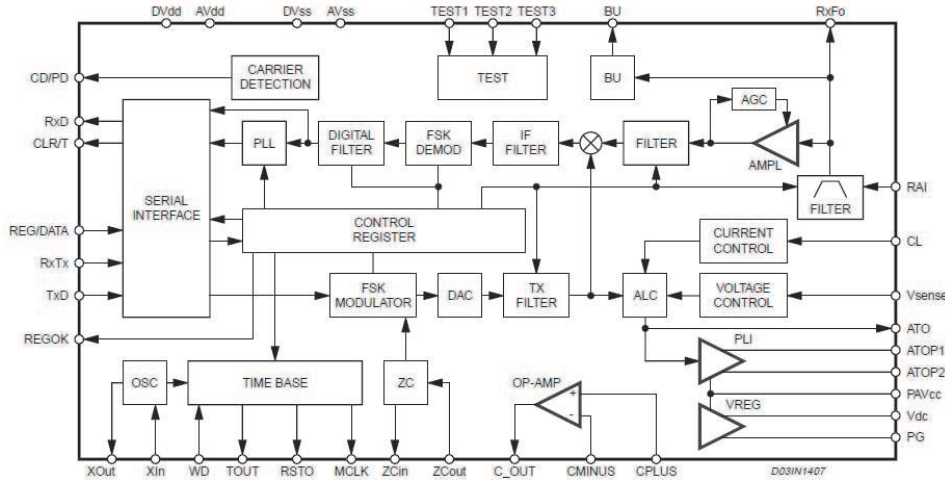 DVdd AVdd DVss AVss TEST1 TEST2 TEST3 BU RxFo
CD/PD
CARRIER
DETECTION
TEST
BU
AGC
RxD
CLR/T
PLL
DIGITAL
FILTER
FSK
DEMOD
IF
FILTER
FILTER
AMPL
SERIAL
INTERFACE
FILTER
RAI
REG/DATA
CONTROL
REGISTER
CURRENT
CONTROL
CL
RxTx
TxD
FSK
MODULATOR
DAC
TX
FILTER
ALC
VOLTAGE
CONTROL
Vsense
REGOK
ATO
PLI
ATOP1
ATOP2
OSC
TIME BASE
ZC
OP-AMP
+
-
PAVcc
VREG
Vdc
PG
XOut XIn WD TOUT RSTO MCLK ZCin ZCout C_OUT CMINUS CPLUS
D03IN1407